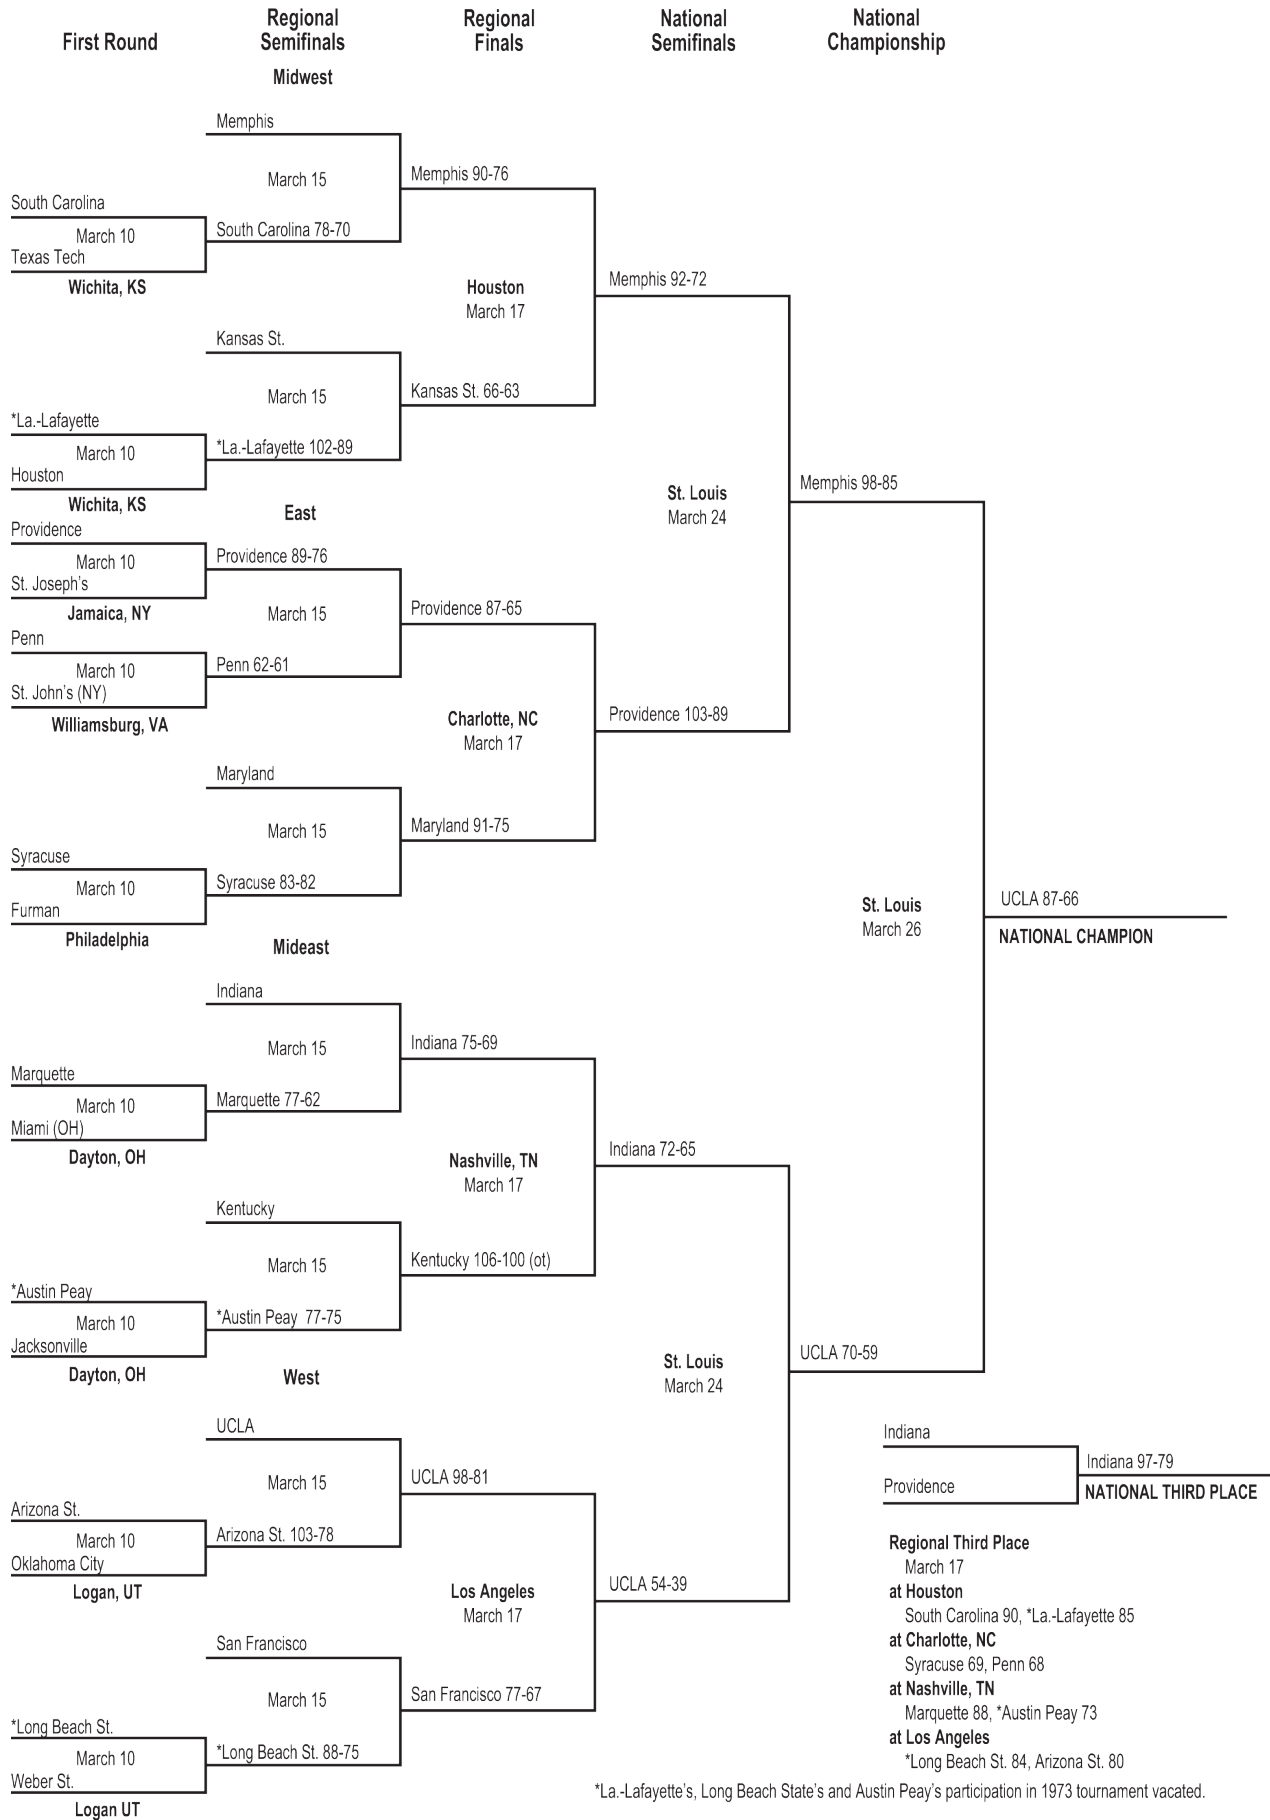 First Round
Regional
Semifinals
Regional
Finals
National
Semifinals
National
Championship
Midwest
Memphis
March 15
Memphis 90-76
South Carolina
March 10
South Carolina 78-70
Texas Tech
Wichita, KS
Houston
March 17
Memphis 92-72
Kansas St.
March 15
Kansas St. 66-63
*La.-Lafayette
March 10
*La.-Lafayette 102-89
Houston
Wichita, KS
St. Louis
March 24
Memphis 98-85
East
Providence
March 10
Providence 89-76
St. Joseph's
Jamaica, NY
March 15
Providence 87-65
Penn
March 10
Penn 62-61
St. John's (NY)
Williamsburg, VA
Charlotte, NC
March 17
Providence 103-89
Maryland
March 15
Maryland 91-75
Syracuse
March 10
Syracuse 83-82
Furman
Philadelphia
St. Louis
March 26
UCLA 87-66
NATIONAL CHAMPION
Mideast
Indiana
March 15
Indiana 75-69
Marquette
March 10
Marquette 77-62
Miami (OH)
Dayton, OH
Nashville, TN
March 17
Indiana 72-65
Kentucky
March 15
Kentucky 106-100 (ot)
*Austin Peay
March 10
*Austin Peay  77-75
Jacksonville
Dayton, OH
St. Louis
March 24
UCLA 70-59
West
UCLA
March 15
UCLA 98-81
Arizona St.
March 10
Arizona St. 103-78
Oklahoma City
Logan, UT
Los Angeles
March 17
UCLA 54-39
San Francisco
March 15
San Francisco 77-67
*Long Beach St.
March 10
*Long Beach St. 88-75
Weber St.
Logan UT
Indiana
Providence
Indiana 97-79
NATIONAL THIRD PLACE
Regional Third Place
March 17
at Houston
South Carolina 90, *La.-Lafayette 85
at Charlotte, NC
Syracuse 69, Penn 68
at Nashville, TN
Marquette 88, *Austin Peay 73
at Los Angeles
*Long Beach St. 84, Arizona St. 80
*La.-Lafayette's, Long Beach State's and Austin Peay's participation in 1973 tournament vacated.